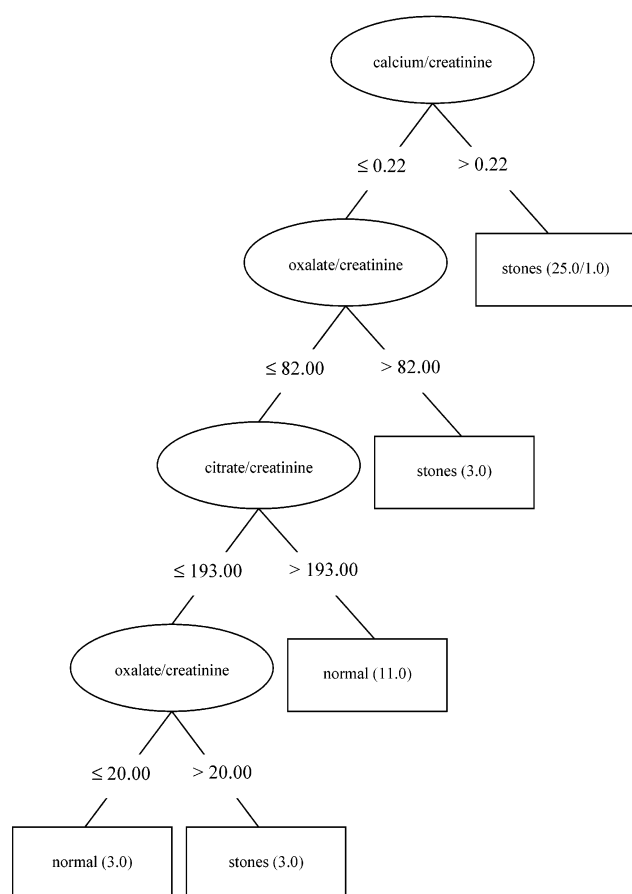 calcium/creatinine
≤ 0.22
> 0.22
oxalate/creatinine
stones (25.0/1.0)
≤ 82.00
> 82.00
citrate/creatinine
stones (3.0)
≤ 193.00
> 193.00
oxalate/creatinine
normal (11.0)
≤ 20.00
> 20.00
normal (3.0)
stones (3.0)